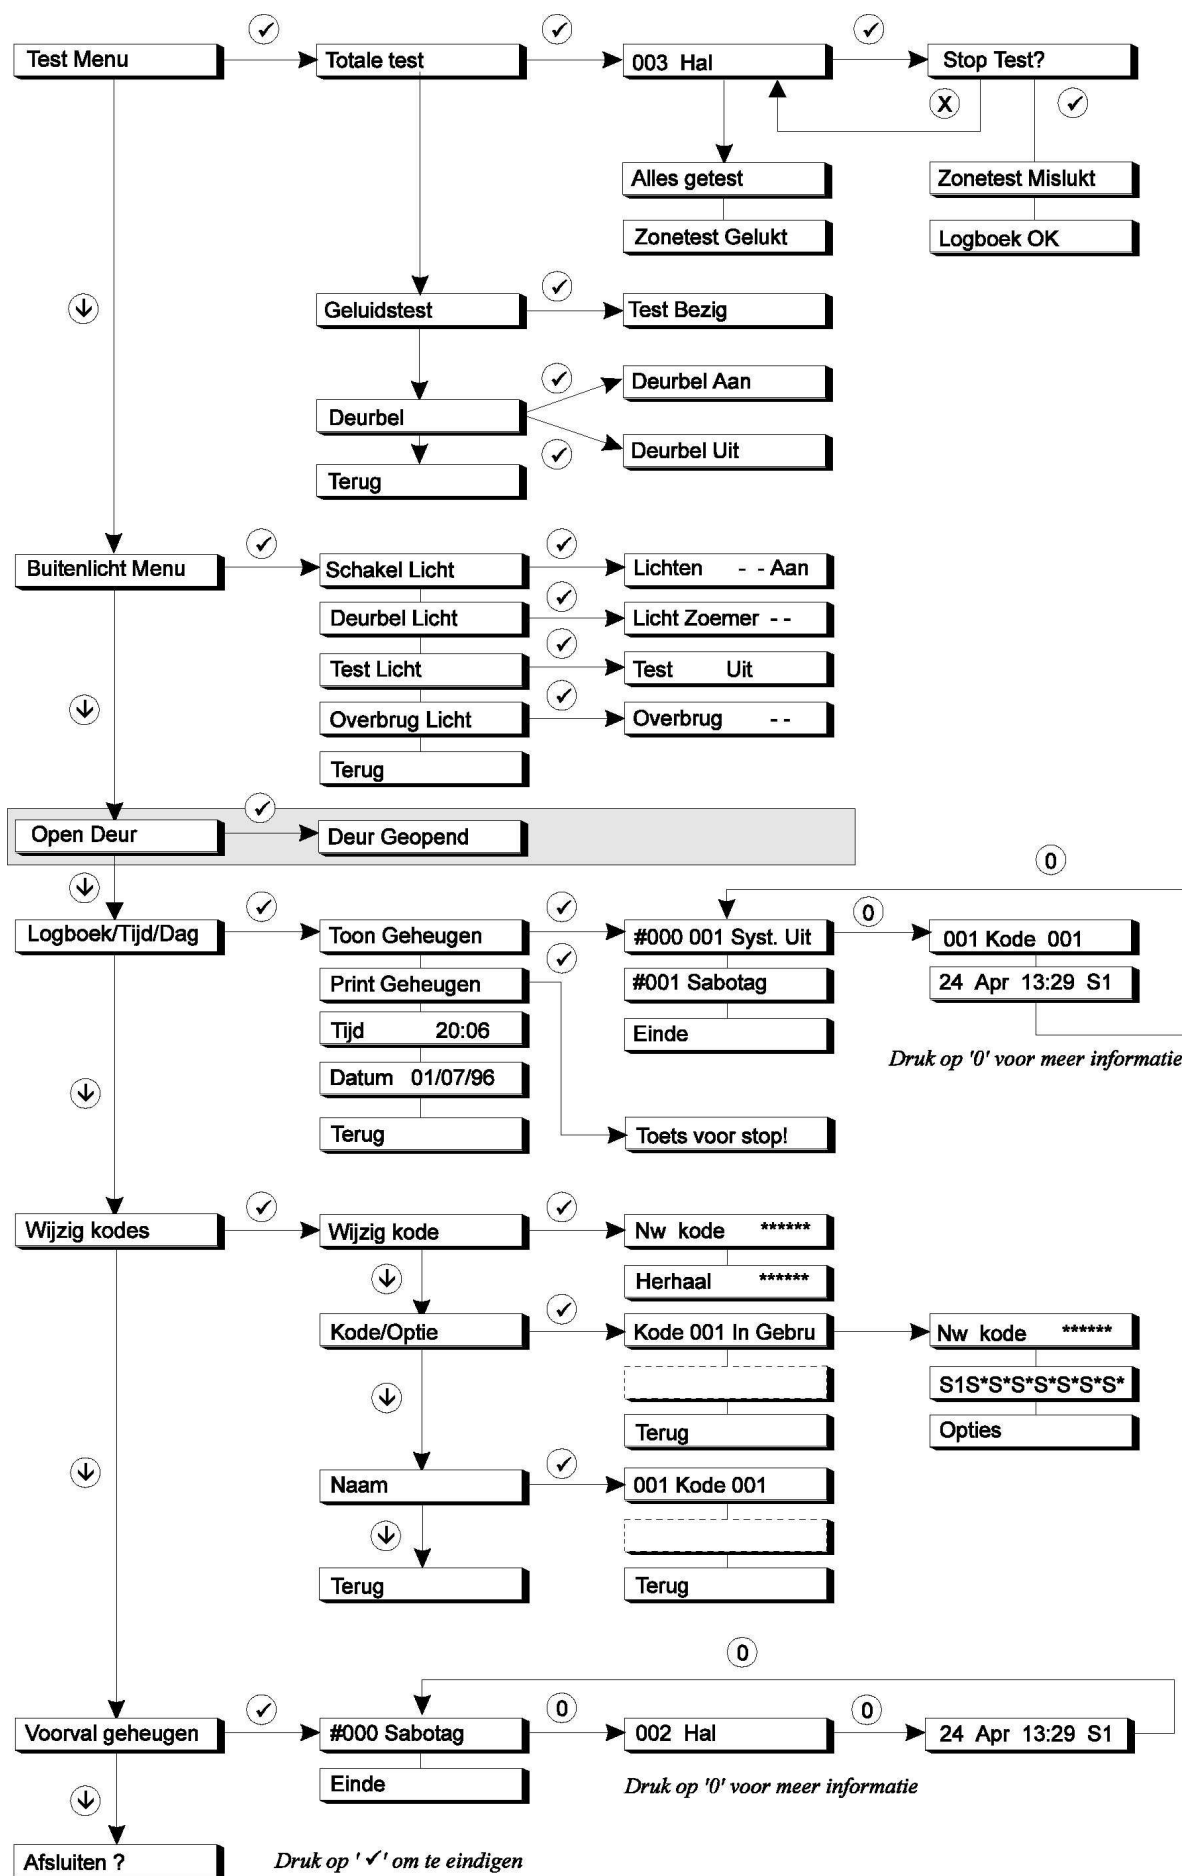 Test Menu
Totale test
003 Hal
Stop Test?
X
Alles getest
Zonetest Mislukt
Zonetest Gelukt
Logboek OK
Geluidstest
Test Bezig
Deurbel Aan
Deurbel
Deurbel Uit
Terug
Buitenlicht Menu
Schakel Licht
Lichten - - Aan
Deurbel Licht
Licht Zoemer - -
Test Licht
Test Uit
Overbrug Licht
Overbrug - -
Terug
Open Deur
Deur Geopend
0
0
Logboek/Tijd/Dag
Toon Geheugen
#000 001 Syst. Uit
001 Kode 001
Print Geheugen
#001 Sabotag
24 Apr 13:29 S1
Tijd 20:06
Einde
Druk op '0' voor meer informatie
Datum 01/07/96
Terug
Toets voor stop!
Wijzig kodes
Wijzig kode
Nw kode ******
Herhaal ******
Kode/Optie
Kode 001 In Gebru
Nw kode ******
S1S*S*S*S*S*S*S*
Terug
Opties
Naam
001 Kode 001
Terug
Terug
0
Voorval geheugen
#000 Sabotag
0
002 Hal
0
24 Apr 13:29 S1
Einde
Druk op '0' voor meer informatie
Afsluiten ?
Druk op ' ✓' om te eindigen